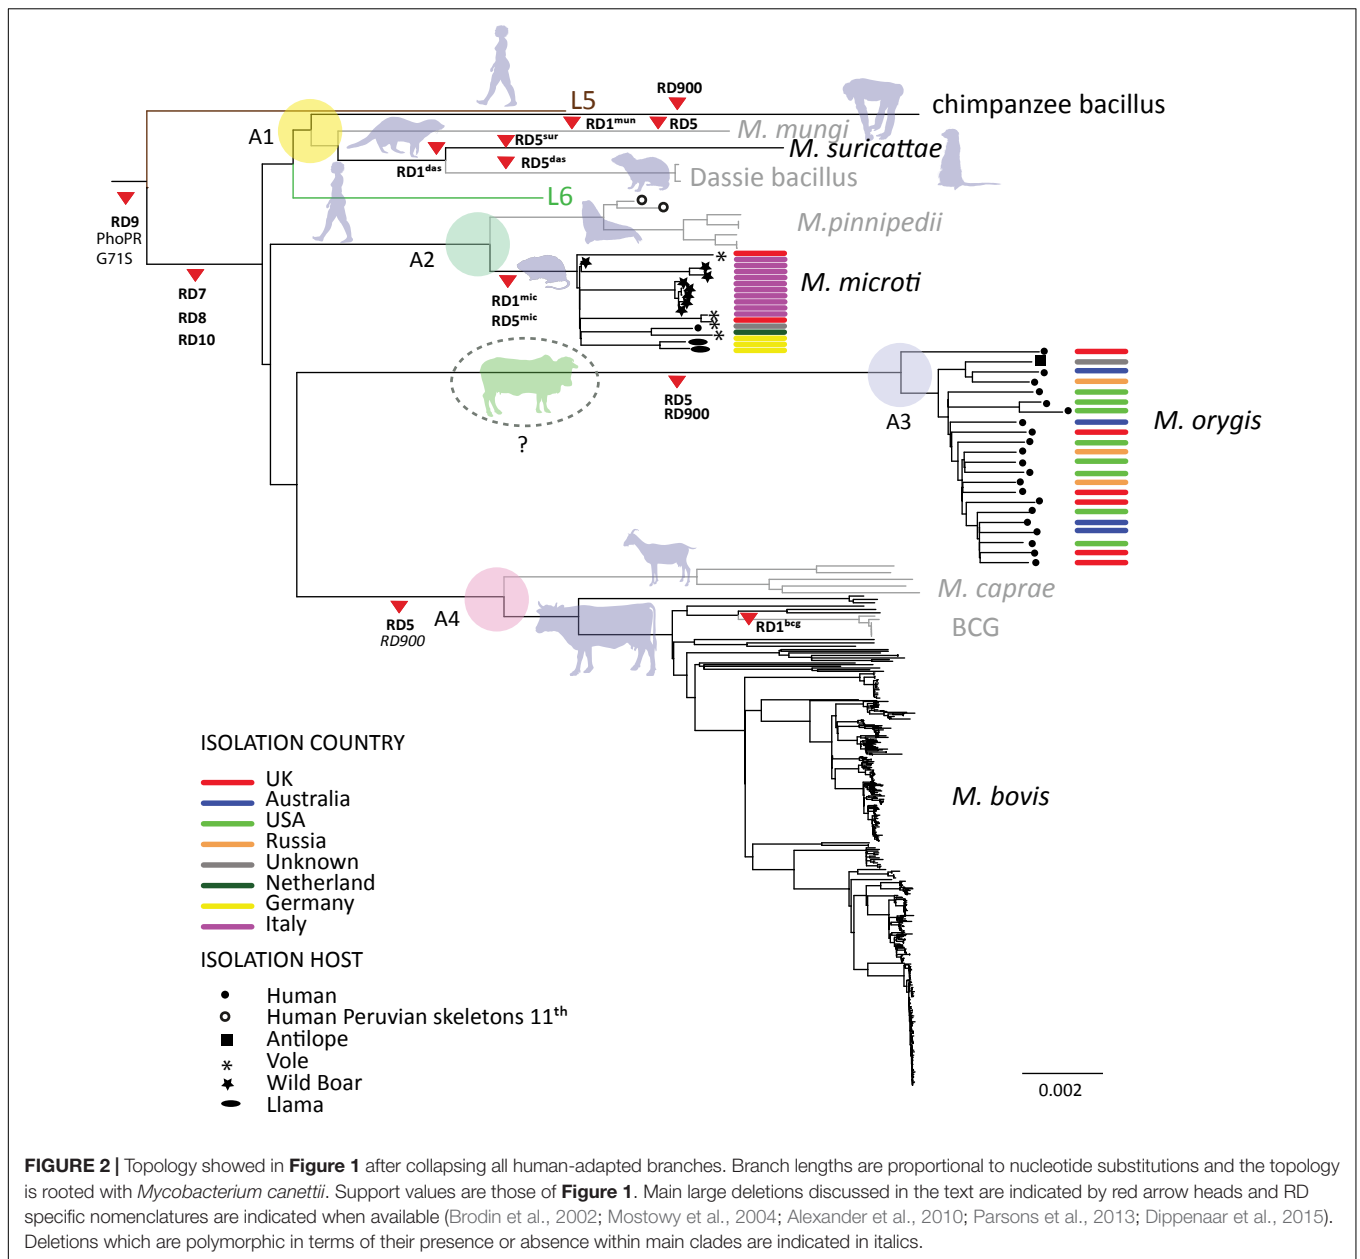 RD900
L5
chimpanzee bacillus
RD1mun
RD5
M. mungi
A1
RD5sur
M. suricattae
RD1das
RD5das
Dassie bacillus
L6
RD9
PhoPR
G71S
M.pinnipedii
A2
RD7
RD8
RD10
RD1mic
RD5mic
M. microti
RD5
RD900
?
A3
M. orygis
M. caprae
RD5
RD900
A4
RD1bcg
BCG
M. bovis
ISOLATION COUNTRY
UK
Australia
USA
Russia
Unknown
Netherland
Germany
Italy
ISOLATION HOST
Human
Human Peruvian skeletons 11th
Antilope
Vole
Wild Boar
Llama
0.002
FIGURE 2 | Topology showed in Figure 1 after collapsing all human-adapted branches. Branch lengths are proportional to nucleotide substitutions and the topology
is rooted with Mycobacterium canettii. Support values are those of Figure 1. Main large deletions discussed in the text are indicated by red arrow heads and RD
specific nomenclatures are indicated when available (Brodin et al., 2002; Mostowy et al., 2004; Alexander et al., 2010; Parsons et al., 2013; Dippenaar et al., 2015).
Deletions which are polymorphic in terms of their presence or absence within main clades are indicated in italics.